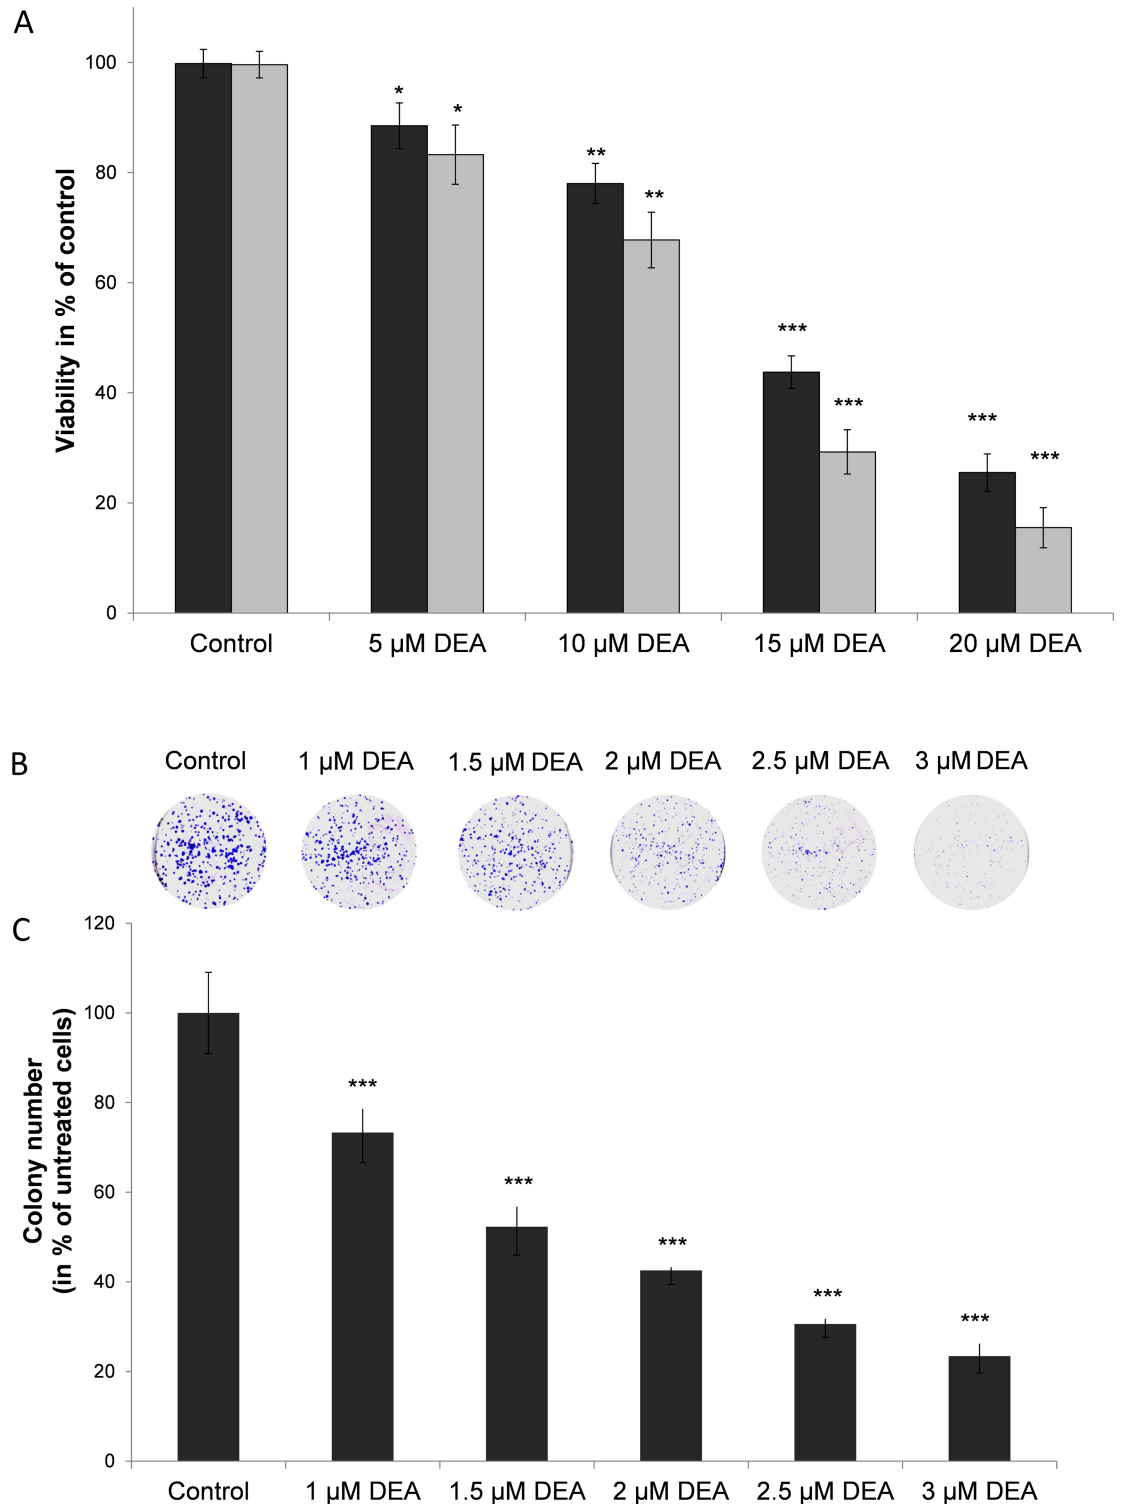 A
Viability in % of control
100
80
60
40
20
0
*
*
**
**
***
***
***
***
Control
5 µM DEA
10 µM DEA
15 µM DEA
20 µM DEA
B
Control
1 µM DEA
1.5 µM DEA
2 µM DEA
2.5 µM DEA
3 µM DEA
C
Colony number
(in % of untreated cells)
120
100
80
60
40
20
0
***
***
***
***
***
Control
1 µM DEA
1.5 µM DEA
2 µM DEA
2.5 µM DEA
3 µM DEA